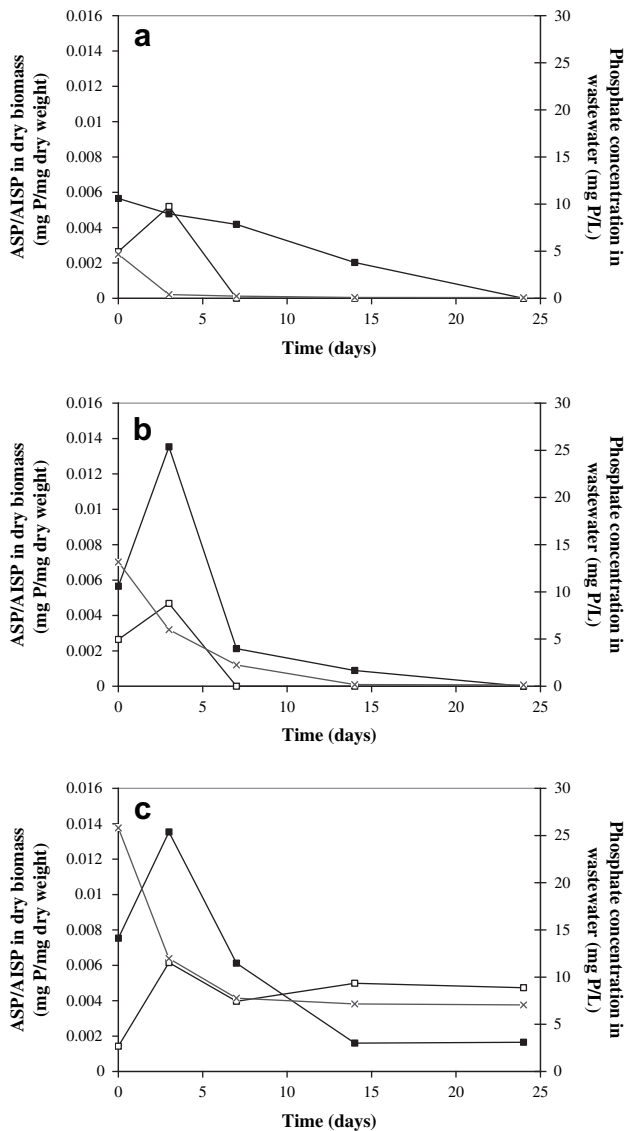 a
0.016
0.014
0.012
0.01
0.008
0.006
0.004
0.002
0
ASP/AISP in dry biomass
(mg P/mg dry weight)
30
25
20
15
10
5
0
Phosphate concentration in
wastewater (mg P/L)
0 5 10 15 20 25
Time (days)
b
0.016
0.014
0.012
0.01
0.008
0.006
0.004
0.002
0
ASP/AISP in dry biomass
(mg P/mg dry weight)
30
25
20
15
10
5
0
Phosphate concentration in
wastewater (mg P/L)
0 5 10 15 20 25
Time (days)
c
0.016
0.014
0.012
0.01
0.008
0.006
0.004
0.002
0
ASP/AISP in dry biomass
(mg P/mg dry weight)
30
25
20
15
10
5
0
Phosphate concentration in
wastewater (mg P/L)
0 5 10 15 20 25
Time (days)